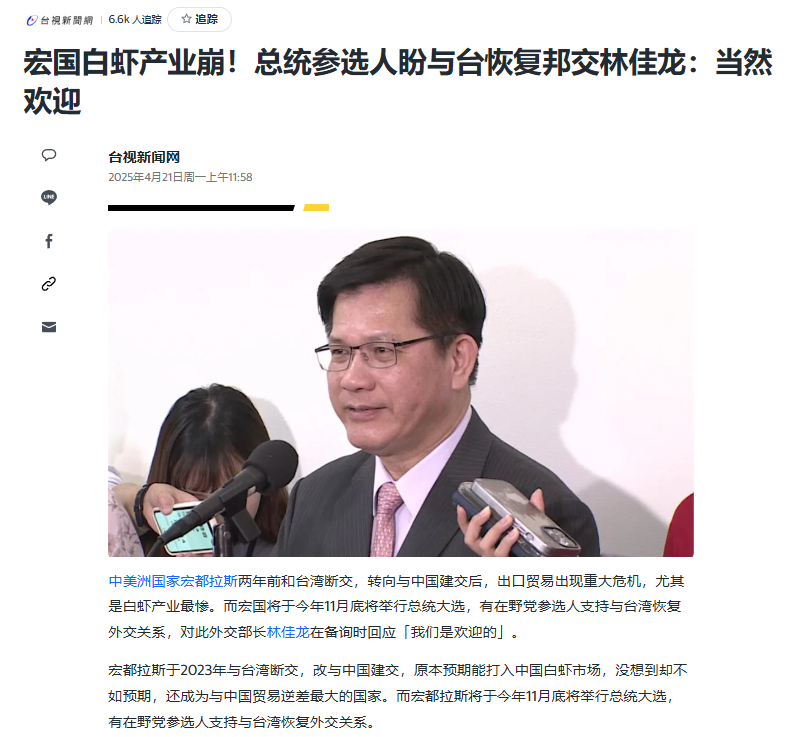 台視新聞網
6.6k 人追踪
追踪
宏国白虾产业崩！总统参选人盼与台恢复邦交林佳龙：当然
欢迎
台视新闻网
2025年4月21日周一上午11:58
LINE
中美洲国家宏都拉斯两年前和台湾断交，转向与中国建交后，出口贸易出现重大危机，尤其
是白虾产业最惨。而宏国将于今年11月底将举行总统大选，有在野党参选人支持与台湾恢复
外交关系，对此外交部长林佳龙在备询时回应「我们是欢迎的」。
宏都拉斯于2023年与台湾断交，改与中国建交，原本预期能打入中国白虾市场，没想到却不
如预期，还成为与中国贸易逆差最大的国家。而宏都拉斯将于今年11月底将举行总统大选，
有在野党参选人支持与台湾恢复外交关系。